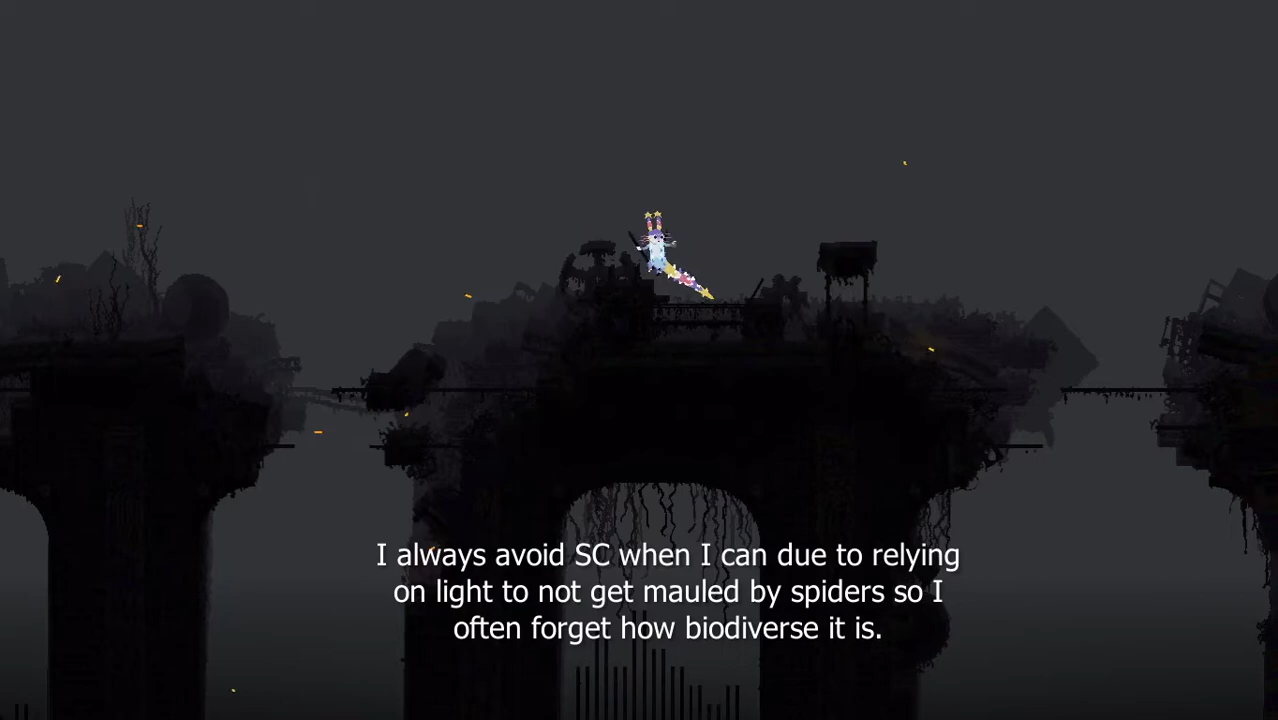 I always avoid SC when I can due to relying
on light to not get mauled by spiders so I
often forget how biodiverse it is.